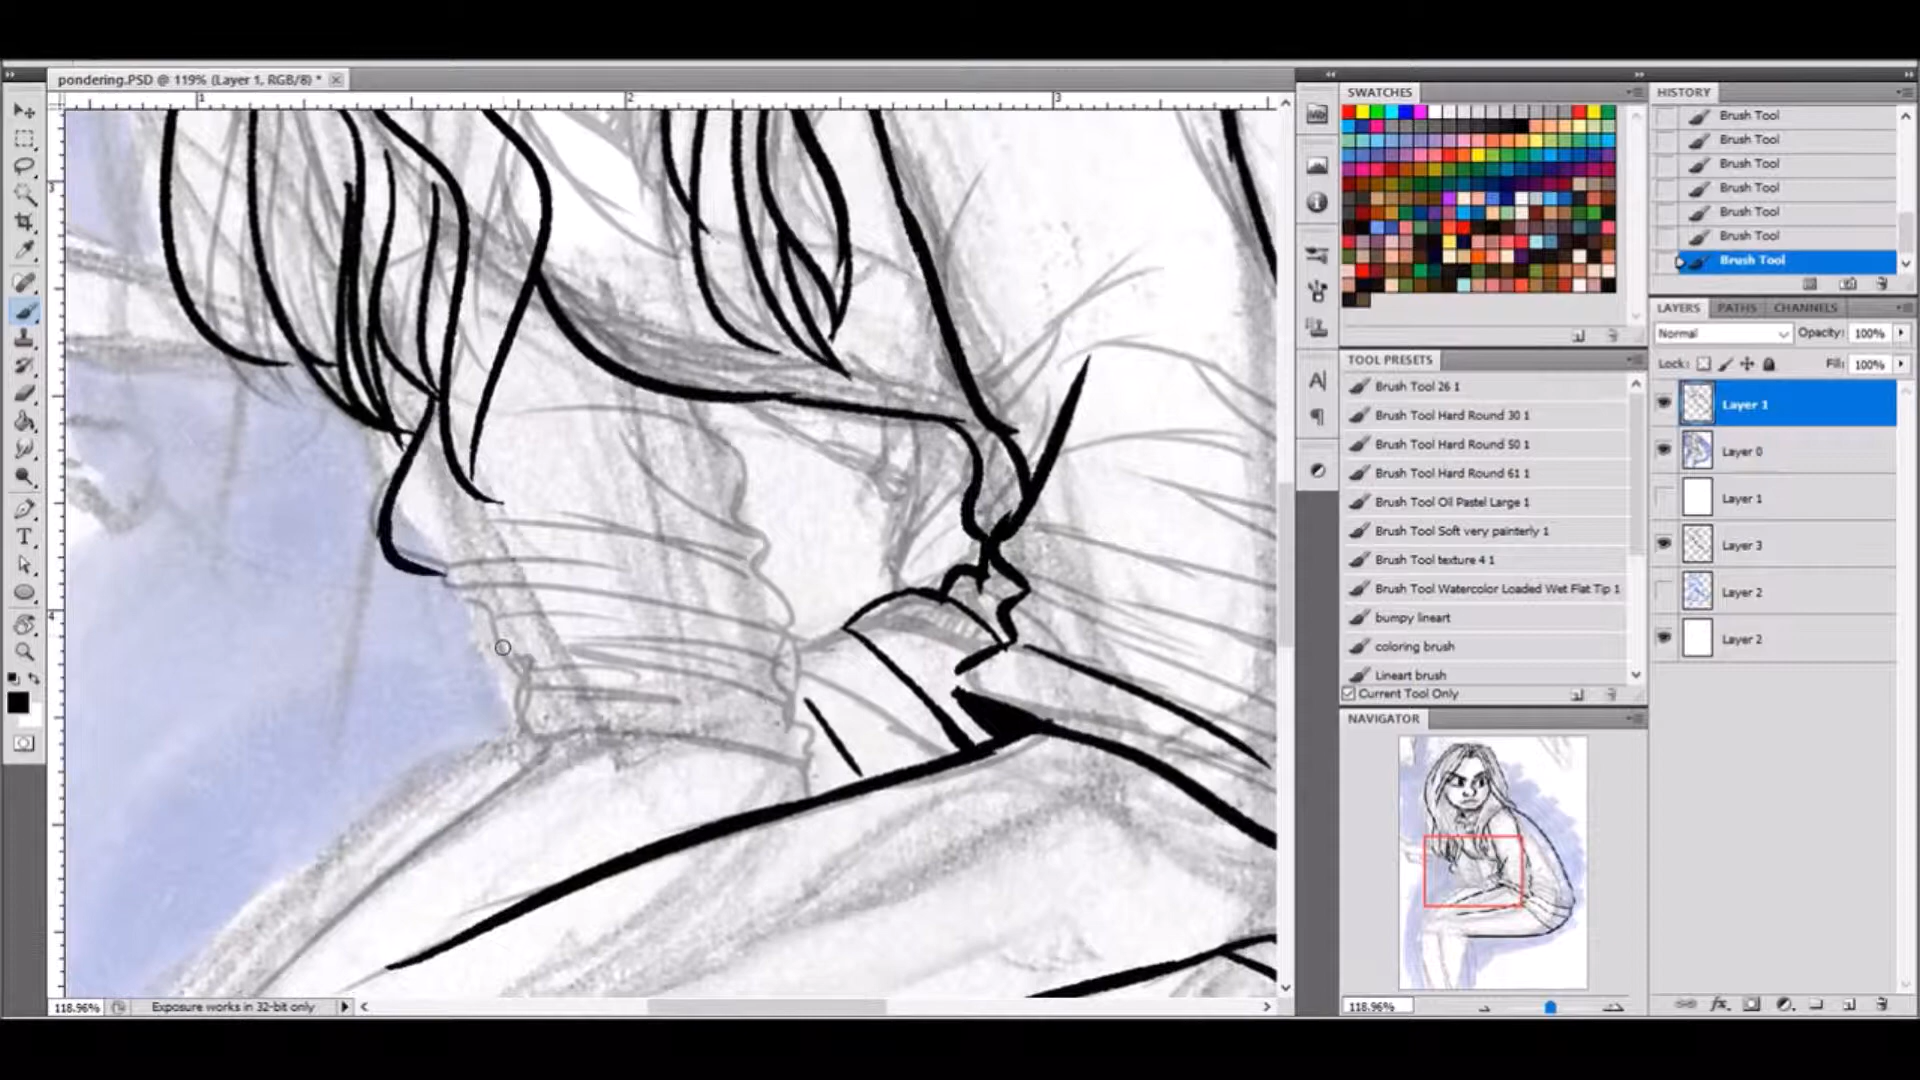 pondering.PSD @ 119% (Layer 1, RGB/8) *
1
2
3
3
4
118.96%
Exposure works in 32-bit only
SWATCHES
TOOL PRESETS
Brush Tool 26 1
Brush Tool Hard Round 30 1
Brush Tool Hard Round 50 1
Brush Tool Hard Round 61 1
Brush Tool Oil Pastel Large 1
Brush Tool Soft very painterly 1
Brush Tool texture 4 1
Brush Tool Watercolor Loaded Wet Flat Tip 1
bumpy lineart
coloring brush
Lineart brush
Current Tool Only
NAVIGATOR
118.96%
HISTORY
Brush Tool
Brush Tool
Brush Tool
Brush Tool
Brush Tool
Brush Tool
Brush Tool
LAYERS PATHS CHANNELS
Normal Opacity: 100%
Lock: Fill: 100%
Layer 1
Layer 0
Layer 1
Layer 3
Layer 2
Layer 2